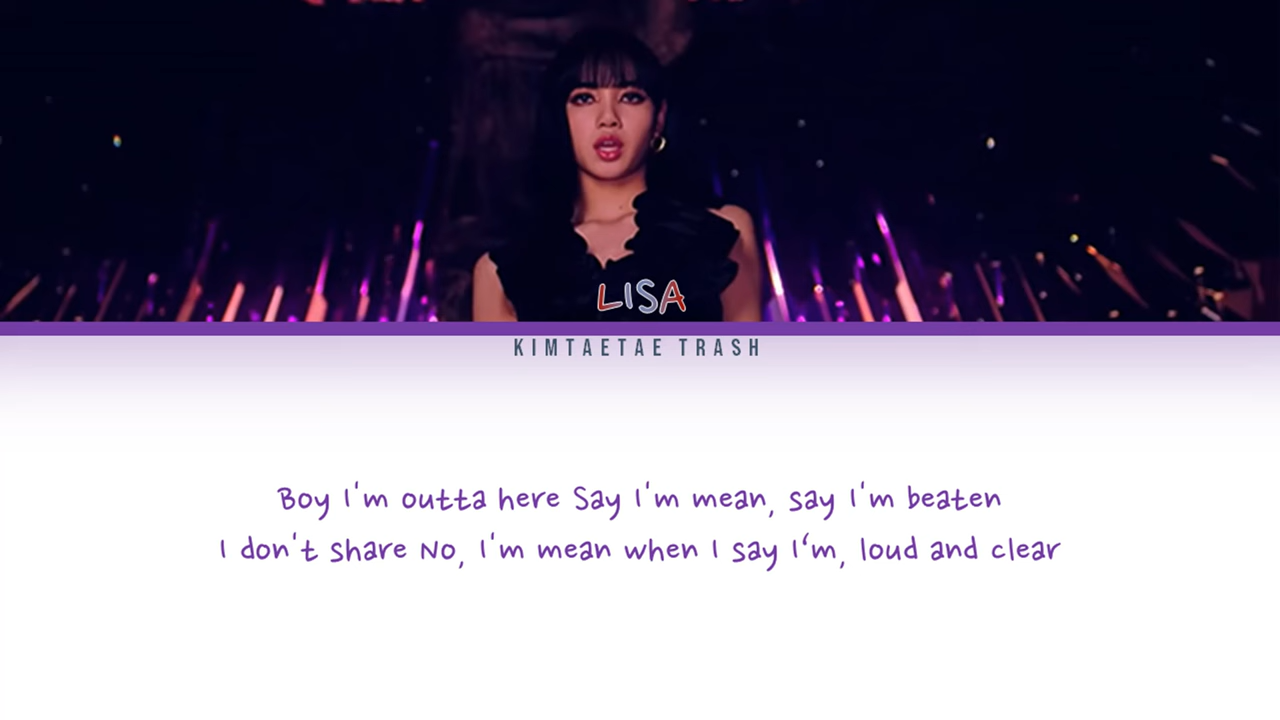 LISA
KIMTAETAE TRASH
Boy I'm outta here Say I'm mean, say I'm beaten
I don't share No, I'm mean when I say I‘m, loud and clear